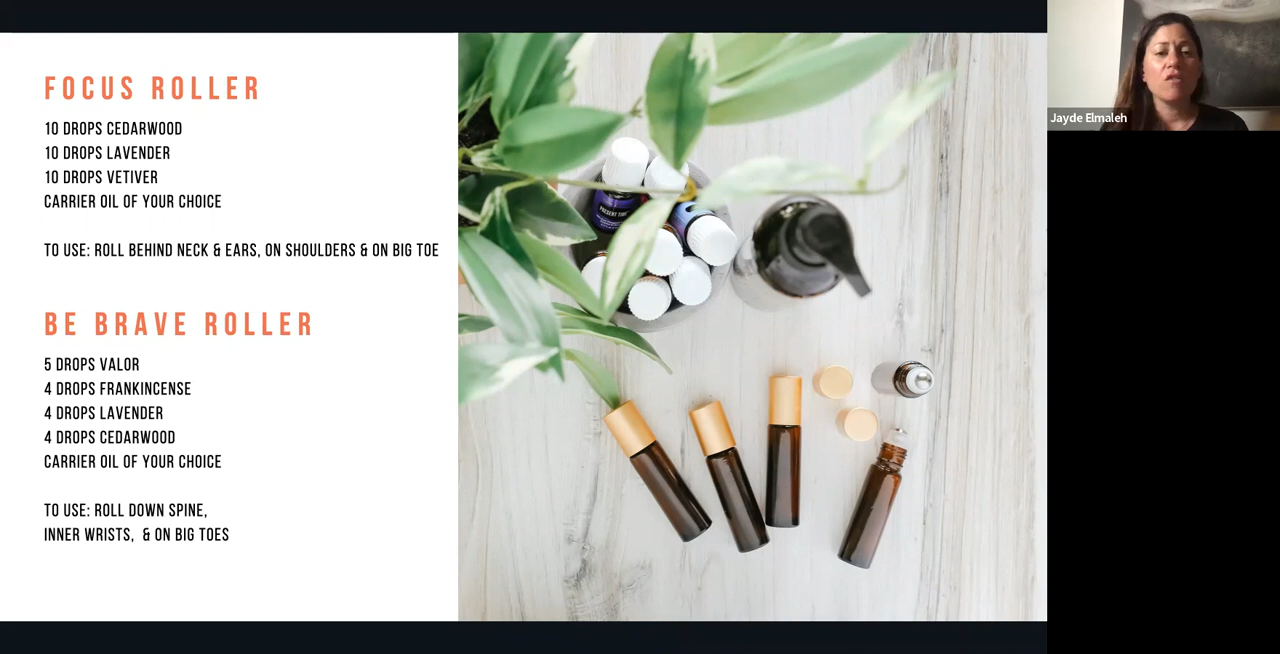 FOCUS ROLLER
10 DROPS CEDARWOOD
10 DROPS LAVENDER
10 DROPS VETIVER
CARRIER OIL OF YOUR CHOICE
TO USE: ROLL BEHIND NECK & EARS, ON SHOULDERS & ON BIG TOE
BE BRAVE ROLLER
5 DROPS VALOR
4 DROPS FRANKINCENSE
4 DROPS LAVENDER
4 DROPS CEDARWOOD
CARRIER OIL OF YOUR CHOICE
TO USE: ROLL DOWN SPINE,
INNER WRISTS, & ON BIG TOES
PRESENT TIME
Jayde Elmaleh